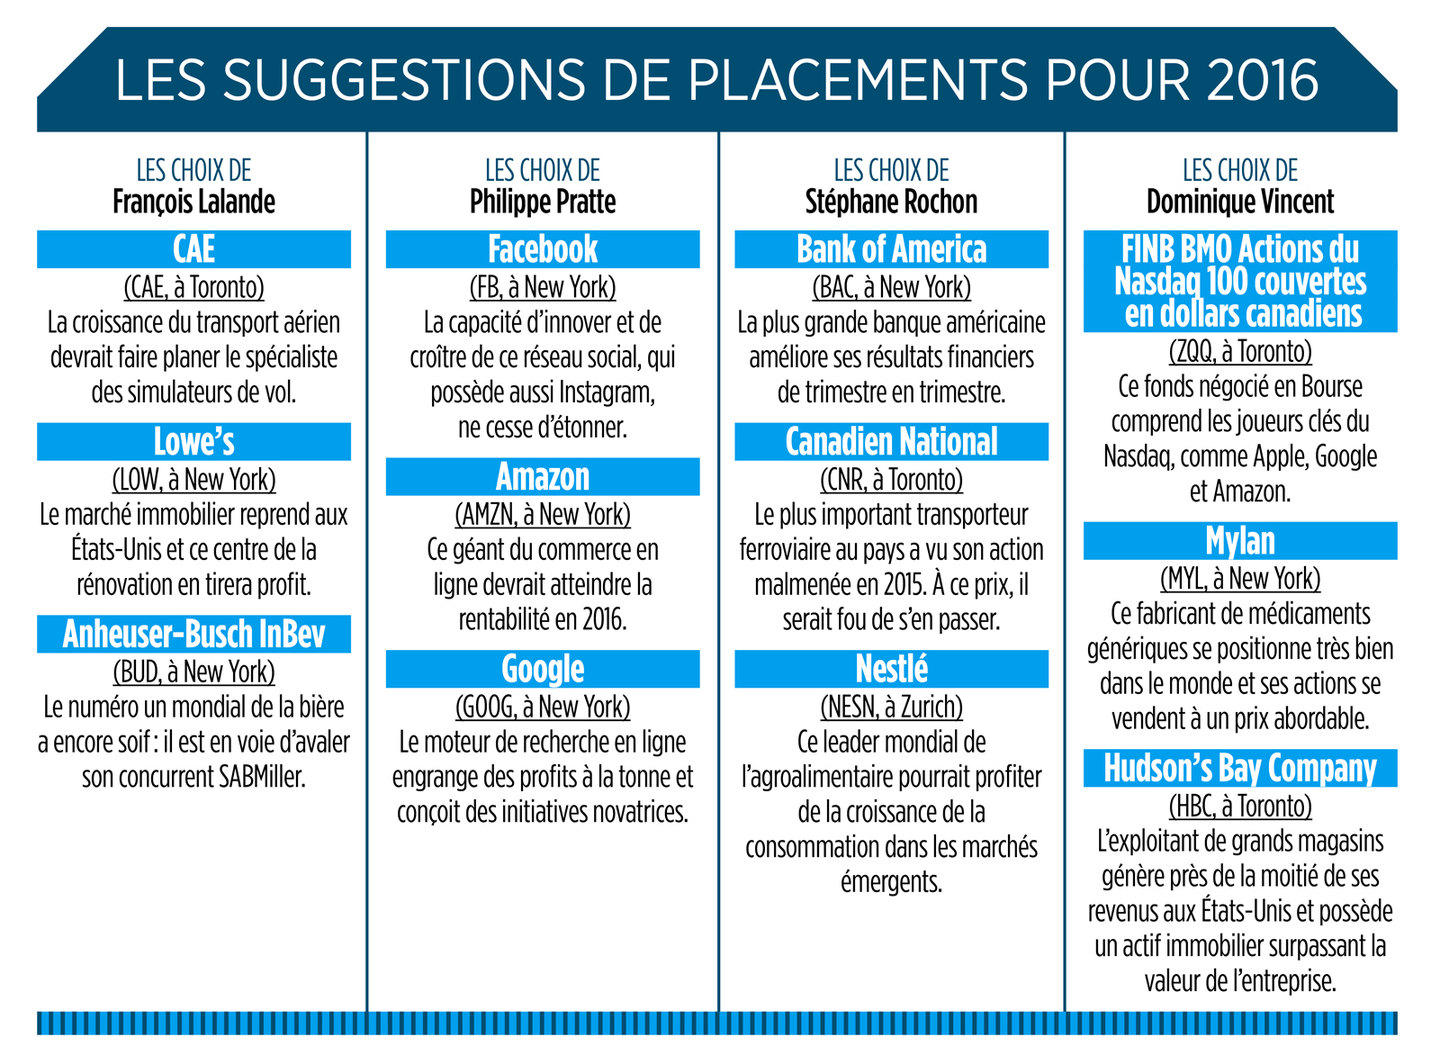 LES SUGGESTIONS DE PLACEMENTS POUR 2016
LES CHOIX DE
François Lalande
CAE
(CAE, à Toronto)
La croissance du transport aérien
devrait faire planer le spécialiste
des simulateurs de vol.
Lowe's
(LOW, à New York)
Le marché immobilier reprend aux
États-Unis et ce centre de la
rénovation en tirera profit.
Anheuser-Busch InBev
(BUD, à New York)
Le numéro un mondial de la bière
a encore soif : il est en voie d'avaler
son concurrent SABMiller.
LES CHOIX DE
Philippe Pratte
Facebook
(FB, à New York)
La capacité d'innover et de
croître de ce réseau social, qui
possède aussi Instagram,
ne cesse d'étonner.
Amazon
(AMZN, à New York)
Ce géant du commerce en
ligne devrait atteindre la
rentabilité en 2016.
Google
(GOOG, à New York)
Le moteur de recherche en ligne
engrange des profits à la tonne et
conçoit des initiatives novatrices.
LES CHOIX DE
Stéphane Rochon
Bank of America
(BAC, à New York)
La plus grande banque américaine
améliore ses résultats financiers
de trimestre en trimestre.
Canadien National
(CNR, à Toronto)
Le plus important transporteur
ferroviaire au pays a vu son action
malmenée en 2015. À ce prix, il
serait fou de s'en passer.
Nestlé
(NESN, à Zurich)
Ce leader mondial de
l'agroalimentaire pourrait profiter
de la croissance de la
consommation dans les marchés
émergents.
LES CHOIX DE
Dominique Vincent
FINB BMO Actions du
Nasdaq 100 couvertes
en dollars canadiens
(ZQQ, à Toronto)
Ce fonds négocié en Bourse
comprend les joueurs clés du
Nasdaq, comme Apple, Google
et Amazon.
Mylan
(MYL, à New York)
Ce fabricant de médicaments
génériques se positionne très bien
dans le monde et ses actions se
vendent à un prix abordable.
Hudson's Bay Company
(HBC, à Toronto)
L'exploitant de grands magasins
génère près de la moitié de ses
revenus aux États-Unis et possède
un actif immobilier surpassant la
valeur de l'entreprise.